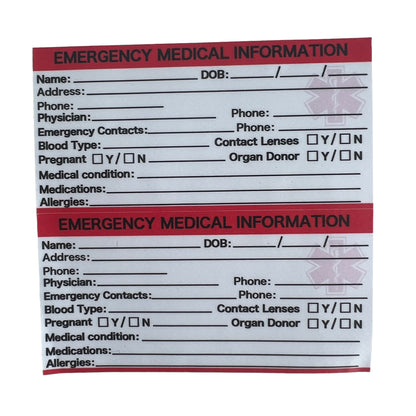 EMERGENCY MEDICAL INFORMATION
Name: DOB: / /
Address:
Phone:
Physician: Phone:
Emergency Contacts: Phone:
Blood Type: Contact Lenses ☐ Y/ ☐ N
Pregnant ☐ Y/ ☐ N Organ Donor ☐ Y/ ☐ N
Medical condition:
Medications:
Allergies:
EMERGENCY MEDICAL INFORMATION
Name: DOB: / /
Address:
Phone:
Physician: Phone:
Emergency Contacts: Phone:
Blood Type: Contact Lenses ☐ Y/ ☐ N
Pregnant ☐ Y/ ☐ N Organ Donor ☐ Y/ ☐ N
Medical condition:
Medications:
Allergies: